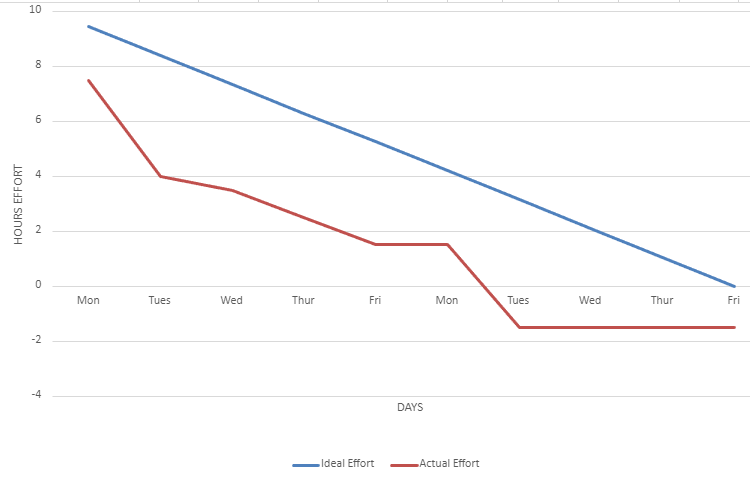 10
8
6
4
2
0
-2
-4
HOURS EFFORT
Mon Tues Wed Thur Fri Mon Tues Wed Thur Fri
DAYS
Ideal Effort Actual Effort